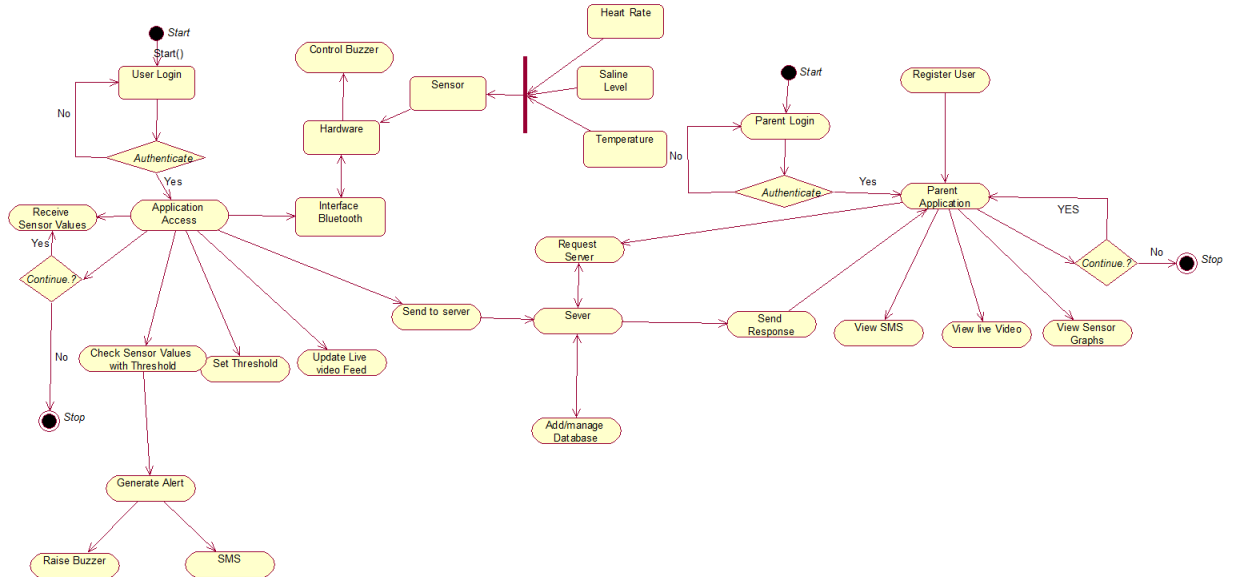 Start
Start()
User Login
No
Authenticate
Yes
Receive
Sensor Values
Application
Access
Yes
Continue.?
No
Stop
Check Sensor Values
with Threshold
Set Threshold
Update Live
video Feed
Generate Alert
Raise Buzzer
SMS
Control Buzzer
Hardware
Interface
Bluetooth
Sensor
Heart Rate
Saline
Level
Temperature
Send to server
Request
Server
Sever
Add/manage
Database
Send
Response
Start
Parent Login
No
Authenticate
Yes
Register User
Parent
Application
YES
Continue.?
No
Stop
View SMS
View live Video
View Sensor
Graphs